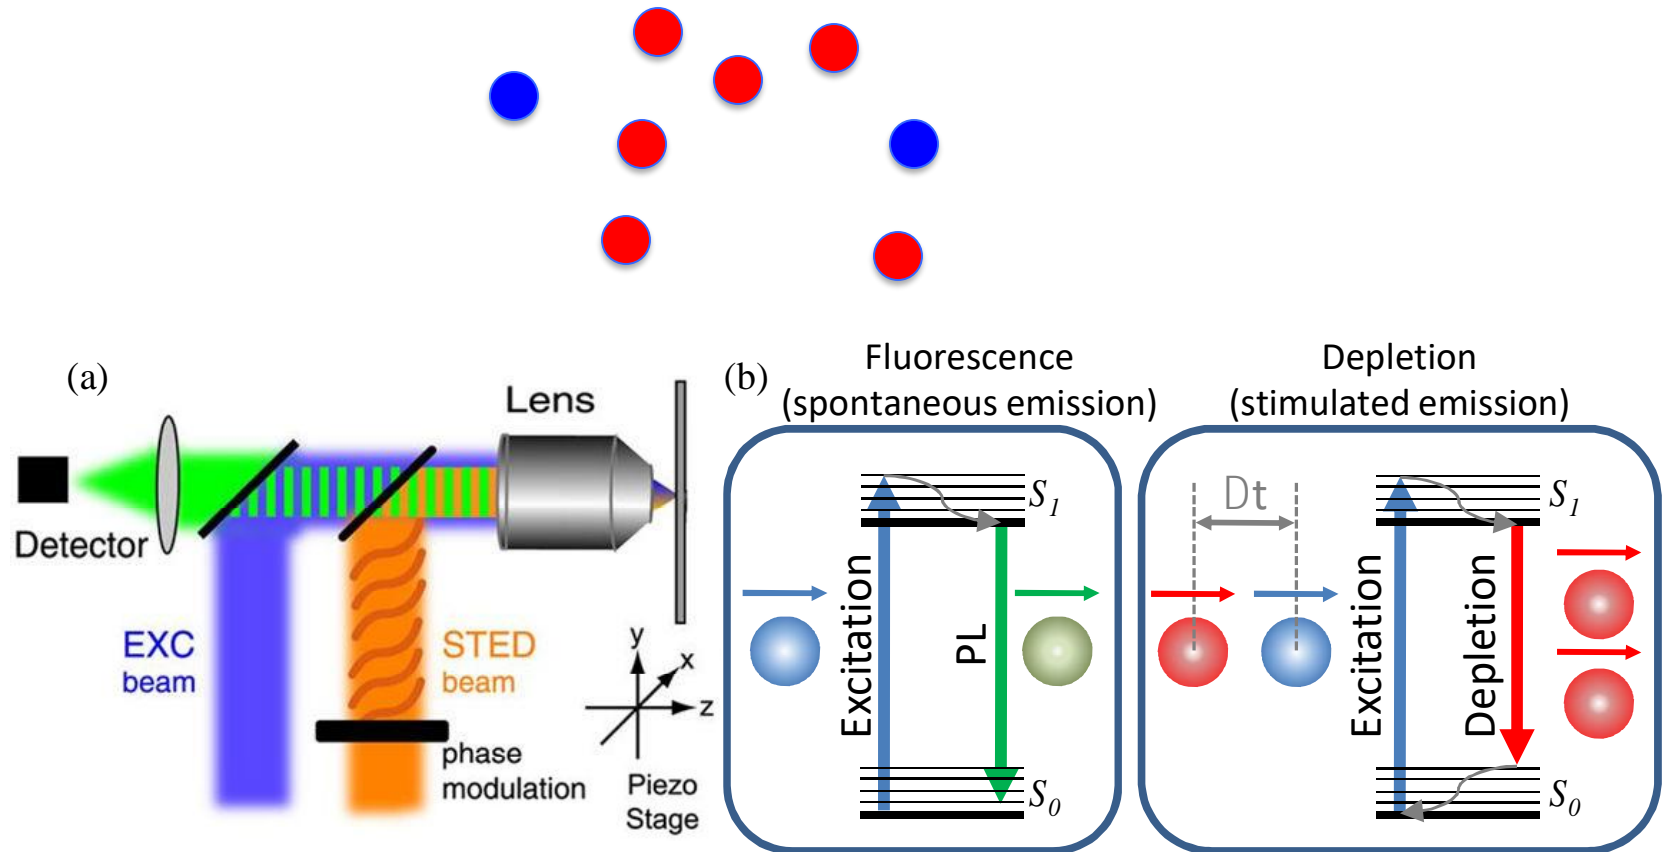 (a)
Lens
Detector
EXC
beam
STED
beam
phase
modulation
y
x
z
Piezo
Stage
(b)
Fluorescence
(spontaneous emission)
Excitation
PL
S1
S0
Depletion
(stimulated emission)
Dt
Excitation
Depletion
S1
S0